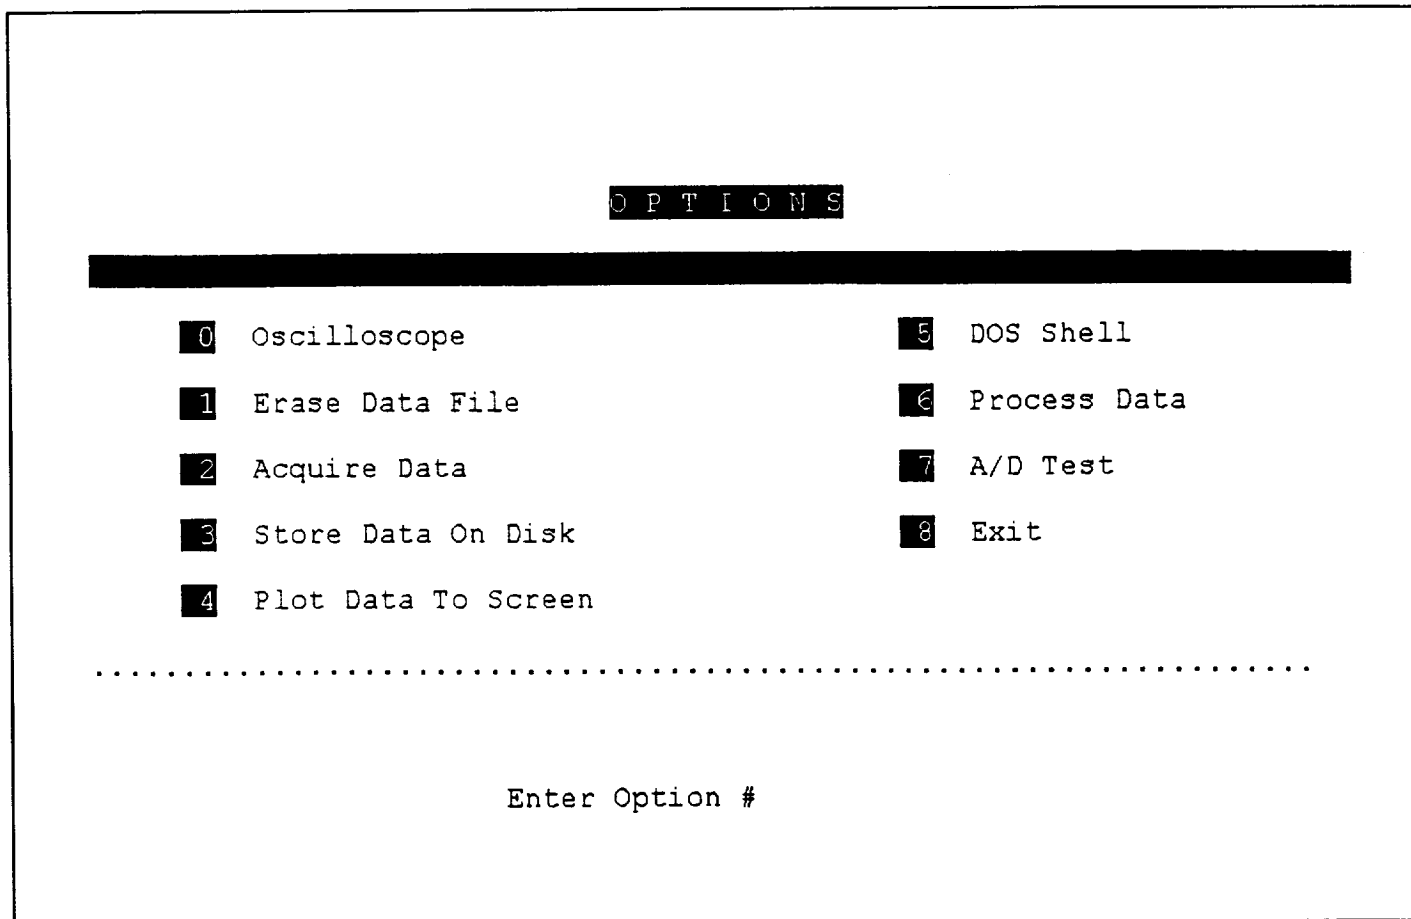 O P T I O N S
0 Oscilloscope
1 Erase Data File
2 Acquire Data
3 Store Data On Disk
4 Plot Data To Screen
5 DOS Shell
6 Process Data
7 A/D Test
8 Exit
Enter Option #